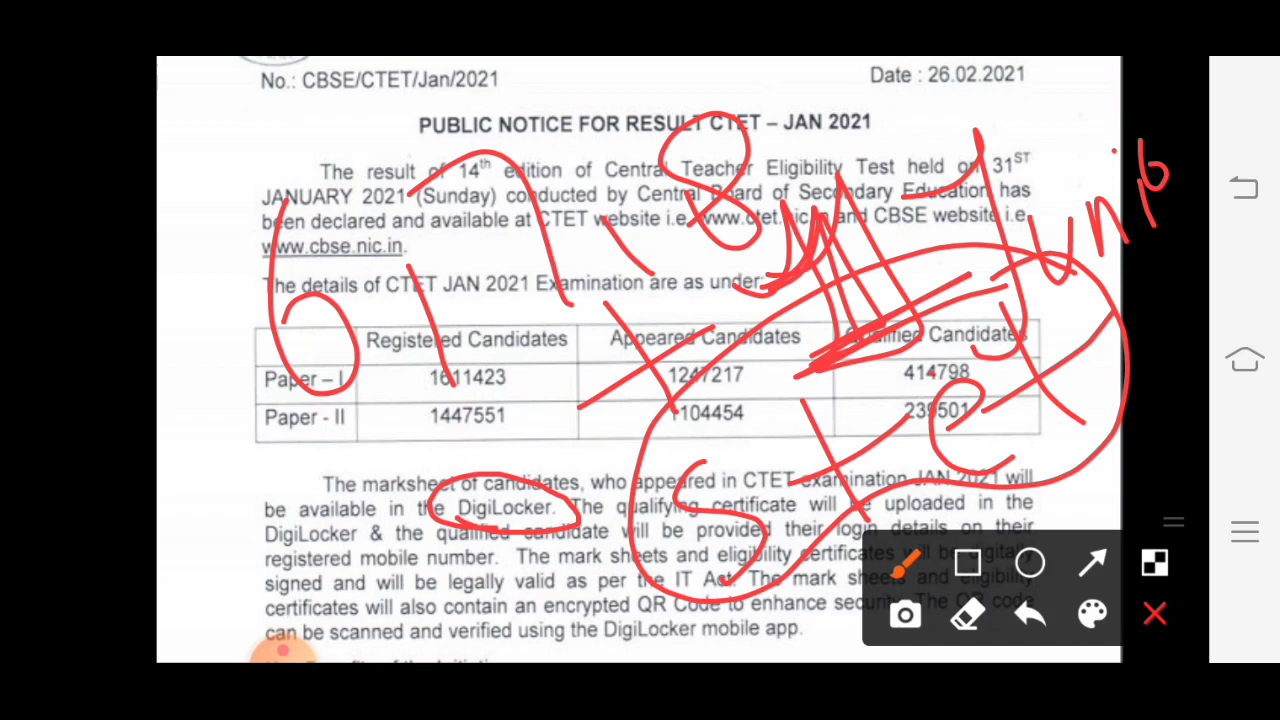 No.: CBSE/CTET/Jan/2021 Date : 26.02.2021
PUBLIC NOTICE FOR RESULT CTET – JAN 2021
The result of 14th edition of Central Teacher Eligibility Test held on 31ST
JANUARY 2021 (Sunday) conducted by Central Board of Secondary Education has
been declared and available at CTET website i.e. www.ctet.nic.in and CBSE website i.e.
www.cbse.nic.in.
The details of CTET JAN 2021 Examination are as under:
Registered Candidates Appeared Candidates Qualified Candidates
Paper – I 1611423 1247217 414798
Paper - II 1447551 1104454 239501
The marksheet of candidates, who appeared in CTET examination JAN 2021 will
be available in the DigiLocker. The qualifying certificate will be uploaded in the
DigiLocker & the qualified candidate will be provided their login details on their
registered mobile number. The mark sheets and eligibility certificates will be digitally
signed and will be legally valid as per the IT Act. The mark sheets and eligibility
certificates will also contain an encrypted QR Code to enhance security. The QR code
can be scanned and verified using the DigiLocker mobile app.
6 7 8
Stet